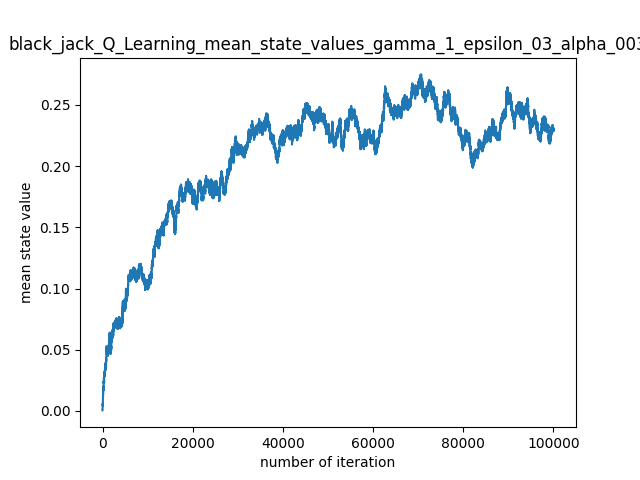 black_jack_Q_Learning_mean_state_values_gamma_1_epsilon_03_alpha_003
mean state value
0.25
0.20
0.15
0.10
0.05
0.00
0 20000 40000 60000 80000 100000
number of iteration